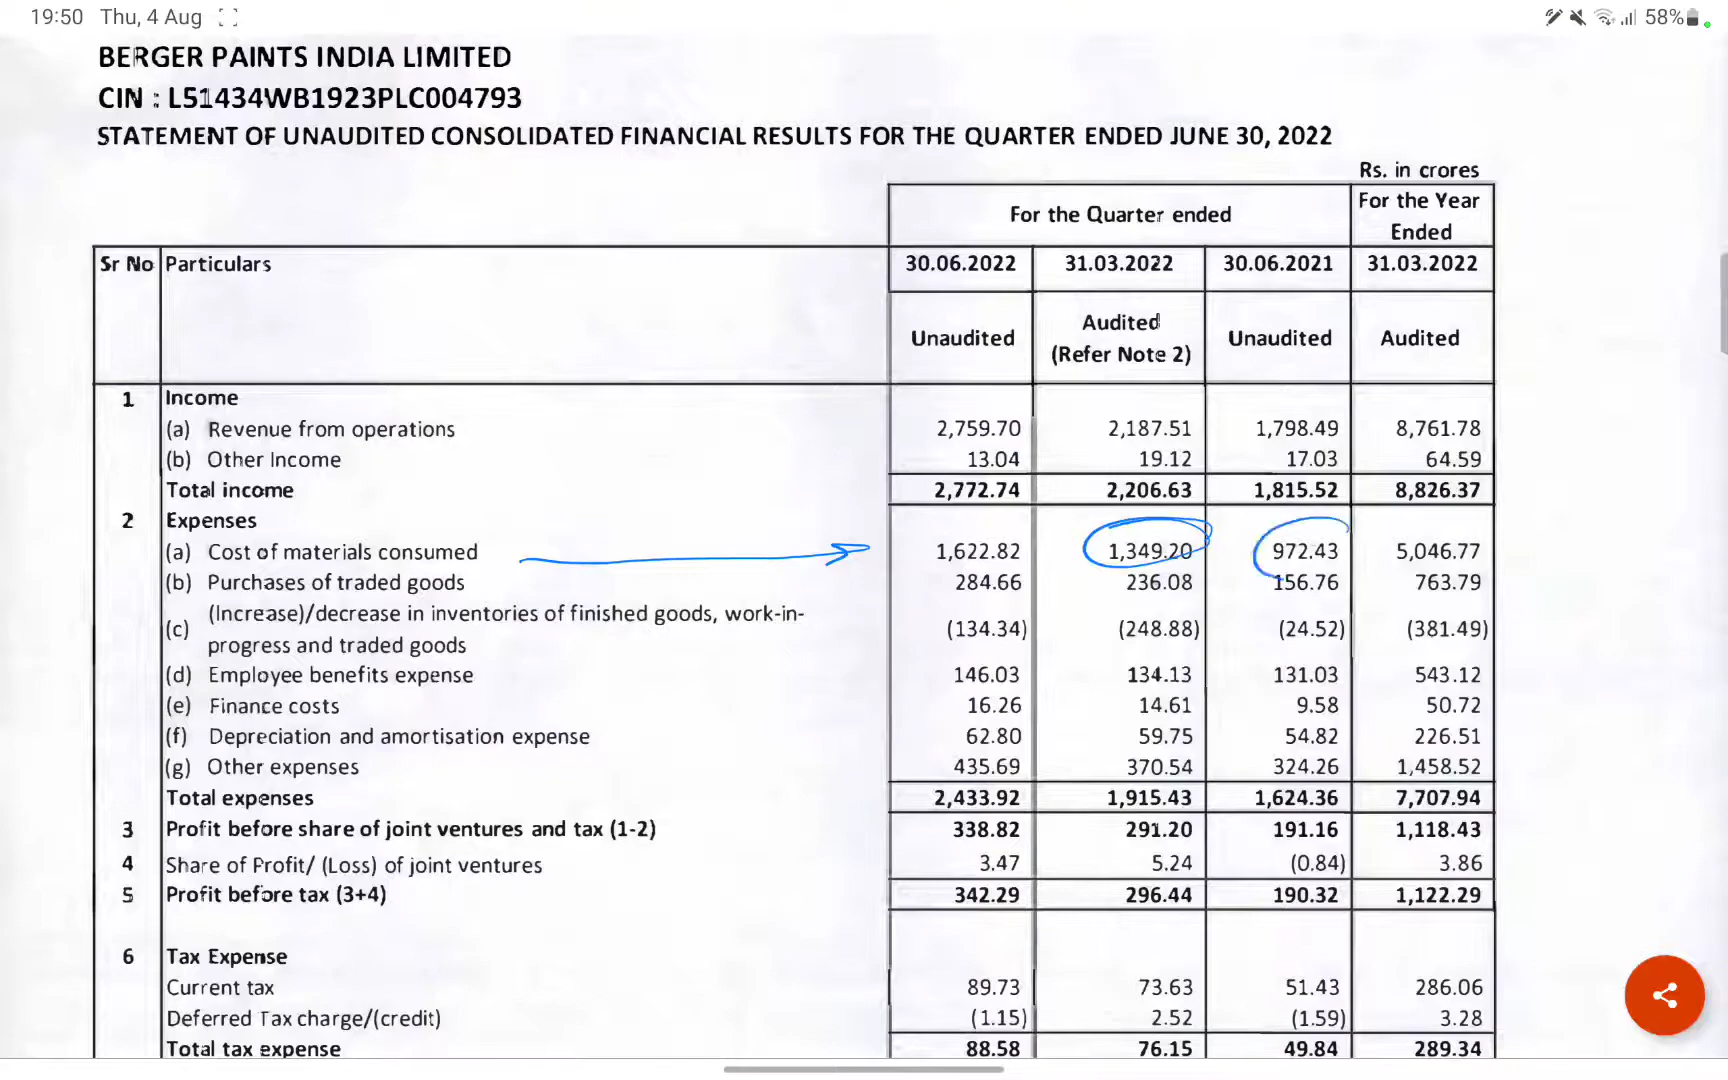 19:50 Thu, 4 Aug 58%
BERGER PAINTS INDIA LIMITED
CIN : L51434WB1923PLC004793
STATEMENT OF UNAUDITED CONSOLIDATED FINANCIAL RESULTS FOR THE QUARTER ENDED JUNE 30, 2022
Rs. in crores
For the Quarter ended For the Year Ended
Sr No Particulars 30.06.2022 31.03.2022 30.06.2021 31.03.2022
Unaudited Audited (Refer Note 2) Unaudited Audited
1 Income
(a) Revenue from operations 2,759.70 2,187.51 1,798.49 8,761.78
(b) Other Income 13.04 19.12 17.03 64.59
Total income 2,772.74 2,206.63 1,815.52 8,826.37
2 Expenses
(a) Cost of materials consumed 1,622.82 1,349.20 972.43 5,046.77
(b) Purchases of traded goods 284.66 236.08 156.76 763.79
(c) (Increase)/decrease in inventories of finished goods, work-in-
progress and traded goods (134.34) (248.88) (24.52) (381.49)
(d) Employee benefits expense 146.03 134.13 131.03 543.12
(e) Finance costs 16.26 14.61 9.58 50.72
(f) Depreciation and amortisation expense 62.80 59.75 54.82 226.51
(g) Other expenses 435.69 370.54 324.26 1,458.52
Total expenses 2,433.92 1,915.43 1,624.36 7,707.94
3 Profit before share of joint ventures and tax (1-2) 338.82 291.20 191.16 1,118.43
4 Share of Profit/ (Loss) of joint ventures 3.47 5.24 (0.84) 3.86
5 Profit before tax (3+4) 342.29 296.44 190.32 1,122.29
6 Tax Expense
Current tax 89.73 73.63 51.43 286.06
Deferred Tax charge/(credit) (1.15) 2.52 (1.59) 3.28
Total tax expense 88.58 76.15 49.84 289.34